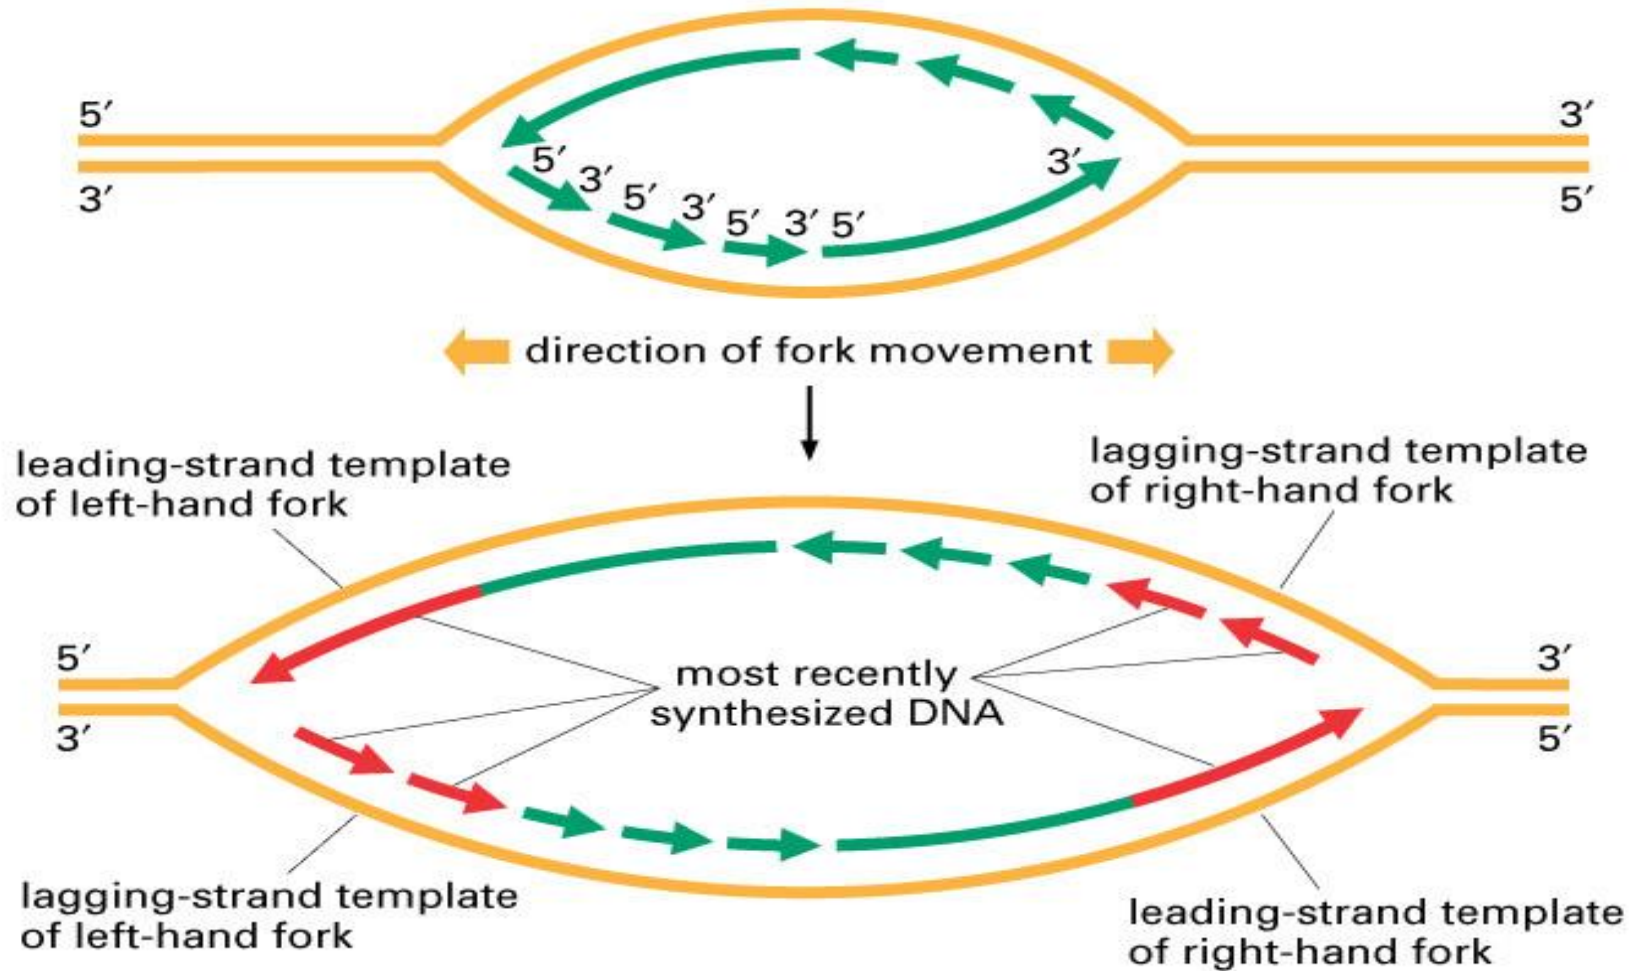 5′
3′
3′
5′
5′
3′
5′
3′
5′
3′
5′
3′
direction of fork movement
leading-strand template
of left-hand fork
lagging-strand template
of right-hand fork
5′
3′
most recently
synthesized DNA
3′
5′
lagging-strand template
of left-hand fork
leading-strand template
of right-hand fork